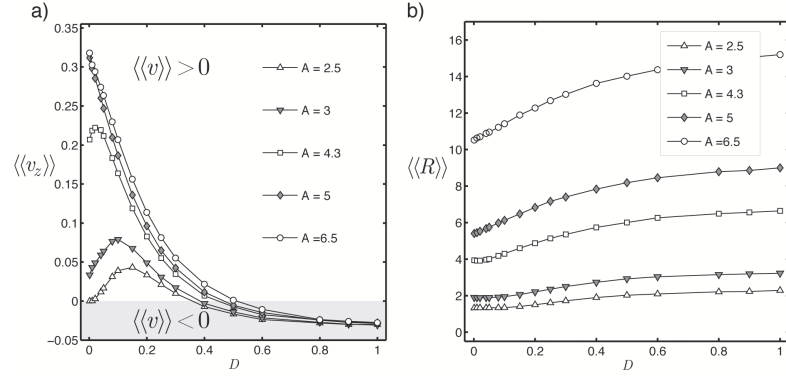 a)
0.35
0.3
0.25
0.2
0.15
0.1
0.05
0
−0.05
⟨⟨v_z⟩⟩
⟨⟨v⟩⟩ > 0
A = 2.5
A = 3
A = 4.3
A = 5
A =6.5
⟨⟨v⟩⟩ < 0
0 0.2 0.4 0.6 0.8 1
D
b)
16
14
12
10
8
6
4
2
0
⟨⟨R⟩⟩
A = 2.5
A = 3
A = 4.3
A = 5
A =6.5
0 0.2 0.4 0.6 0.8 1
D